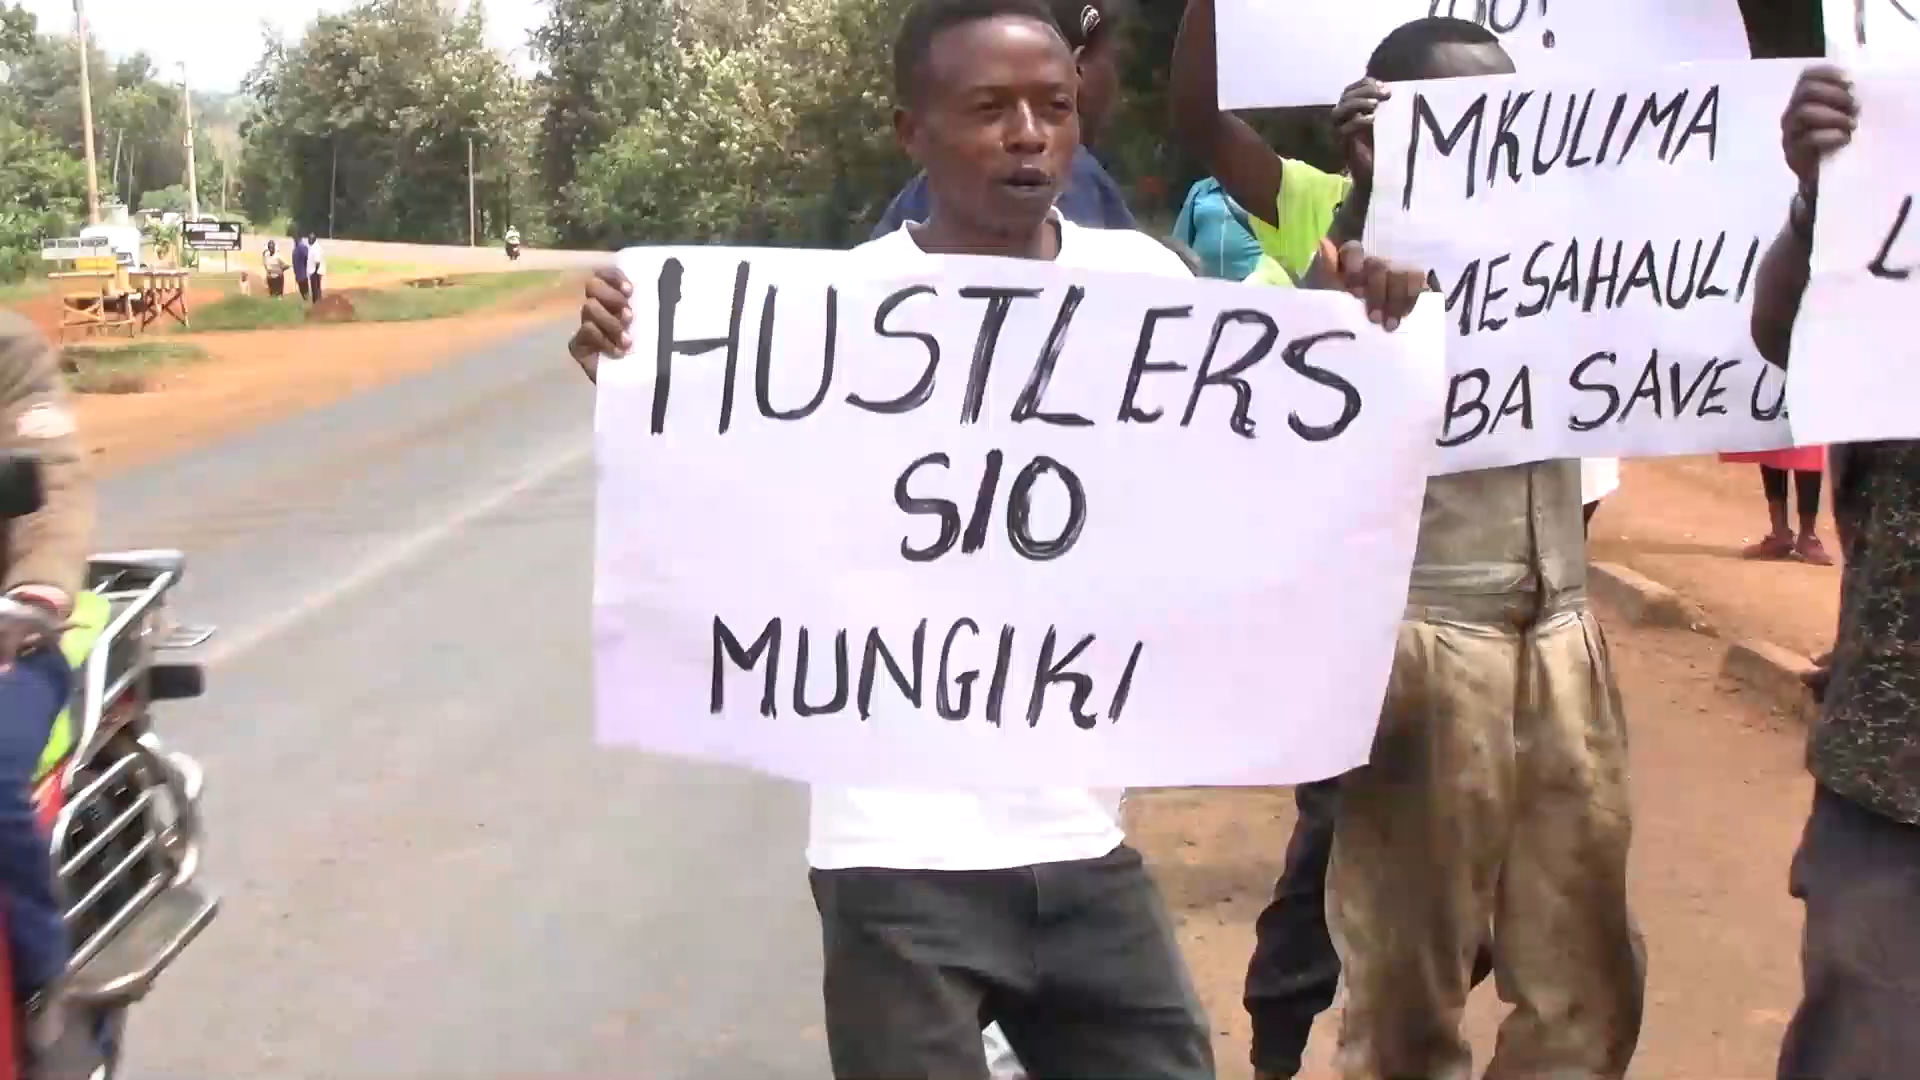 HUSTLERS
SIO
MUNGIKI
MKULIMA
MESAHAULI
BA SAVE